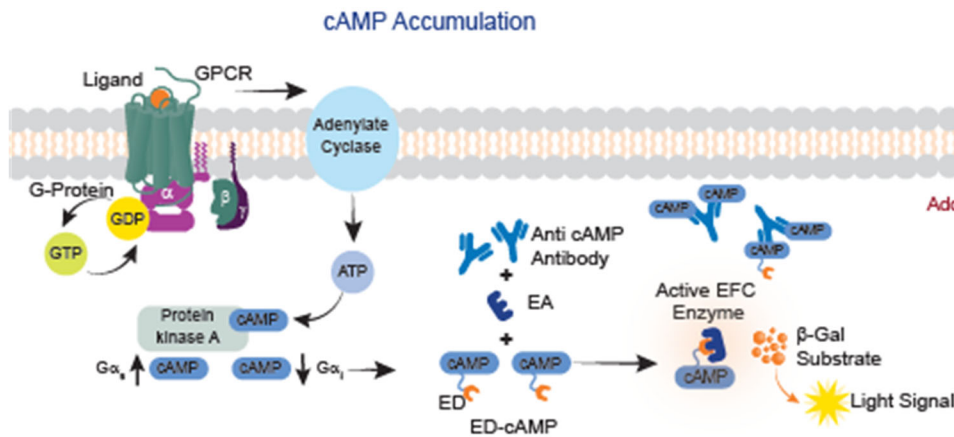 cAMP Accumulation
Ligand
GPCR
Adenylate
Cyclase
G-Protein
α
β
γ
GDP
GTP
ATP
Protein
kinase A
cAMP
Gαs
cAMP
cAMP
Gαi
Anti cAMP
Antibody
+
EA
+
cAMP
cAMP
ED
ED-cAMP
cAMP
cAMP
cAMP
cAMP
Active EFC
Enzyme
cAMP
β-Gal
Substrate
Light Signal
Add